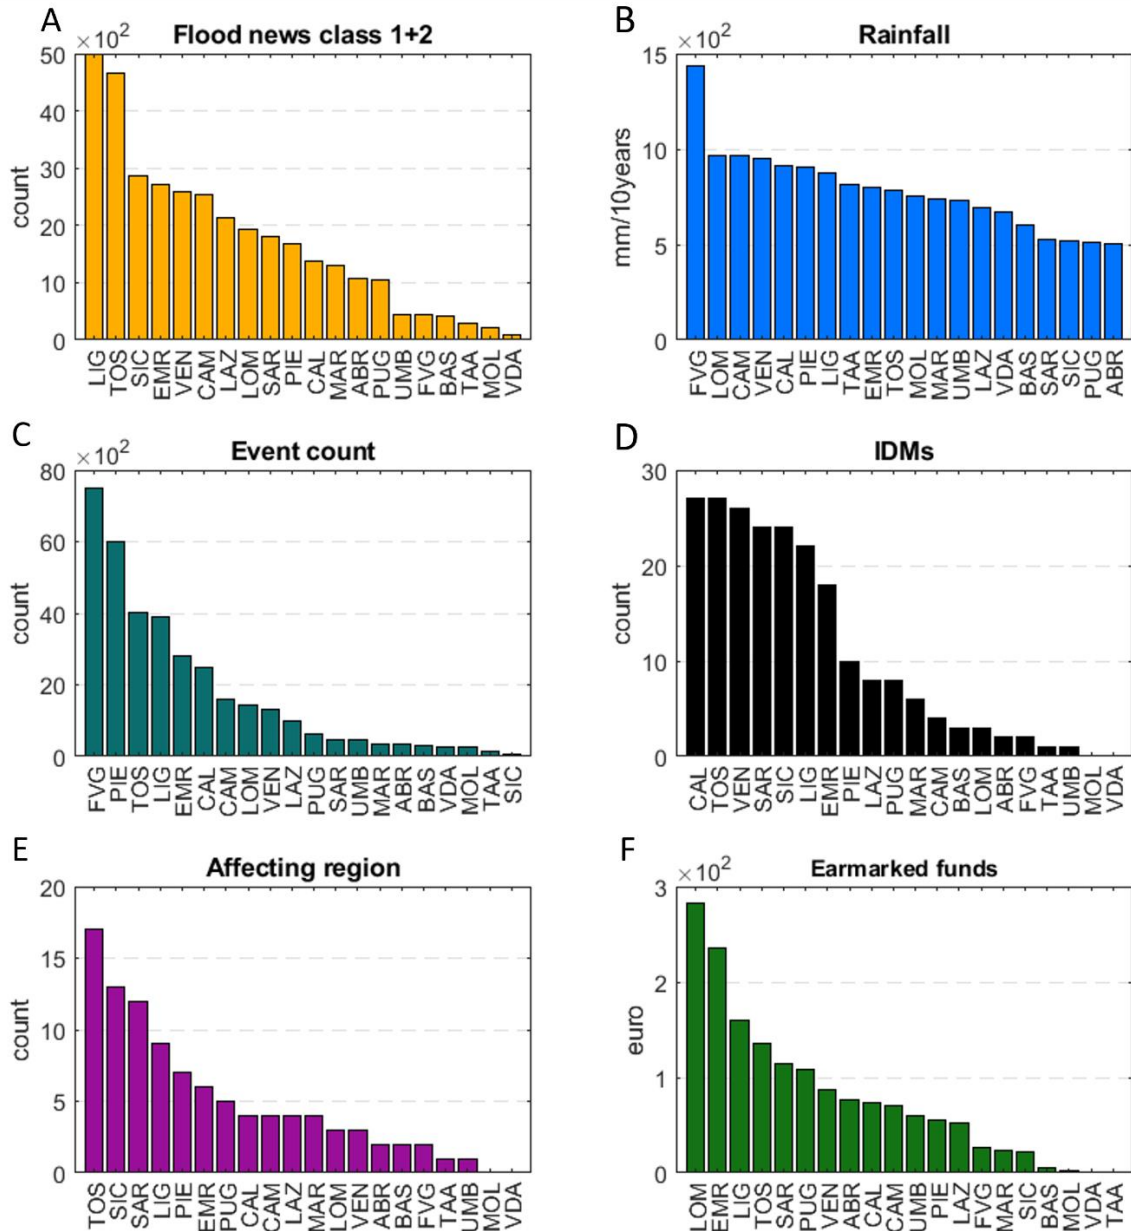 A
×10²
Flood news class 1+2
50
40
30
20
10
0
count
LIG TOS SIC EMR VEN CAM LAZ LOM SAR PIE CAL MAR ABR PUG UMB FVG BAS TAA MOL VDA
B
×10²
Rainfall
15
10
5
0
mm/10years
FVG LOM CAM VEN CAL PIE LIG TAA EMR TOS MOL MAR UMB LAZ VDA BAS SAR SIC PUG ABR
C
×10²
Event count
80
60
40
20
0
count
FVG PIE TOS LIG EMR CAL CAM LOM VEN LAZ PUG SAR UMB MAR ABR BAS VDA MOL TAA SIC
D
IDMs
30
20
10
0
count
CAL TOS VEN SAR SIC LIG EMR PIE LAZ PUG MAR CAM BAS LOM ABR FVG TAA UMB MOL VDA
E
Affecting region
20
15
10
5
0
count
TOS SIC SAR LIG PIE EMR PUG CAL CAM LAZ MAR LOM VEN ABR BAS FVG TAA UMB MOL VDA
F
×10²
Earmarked funds
3
2
1
0
euro
LOM EMR LIG TOS SAR PUG VEN ABR CAL CAM UMB PIE LAZ FVG MAR SIC BAS MOL VDA TAA